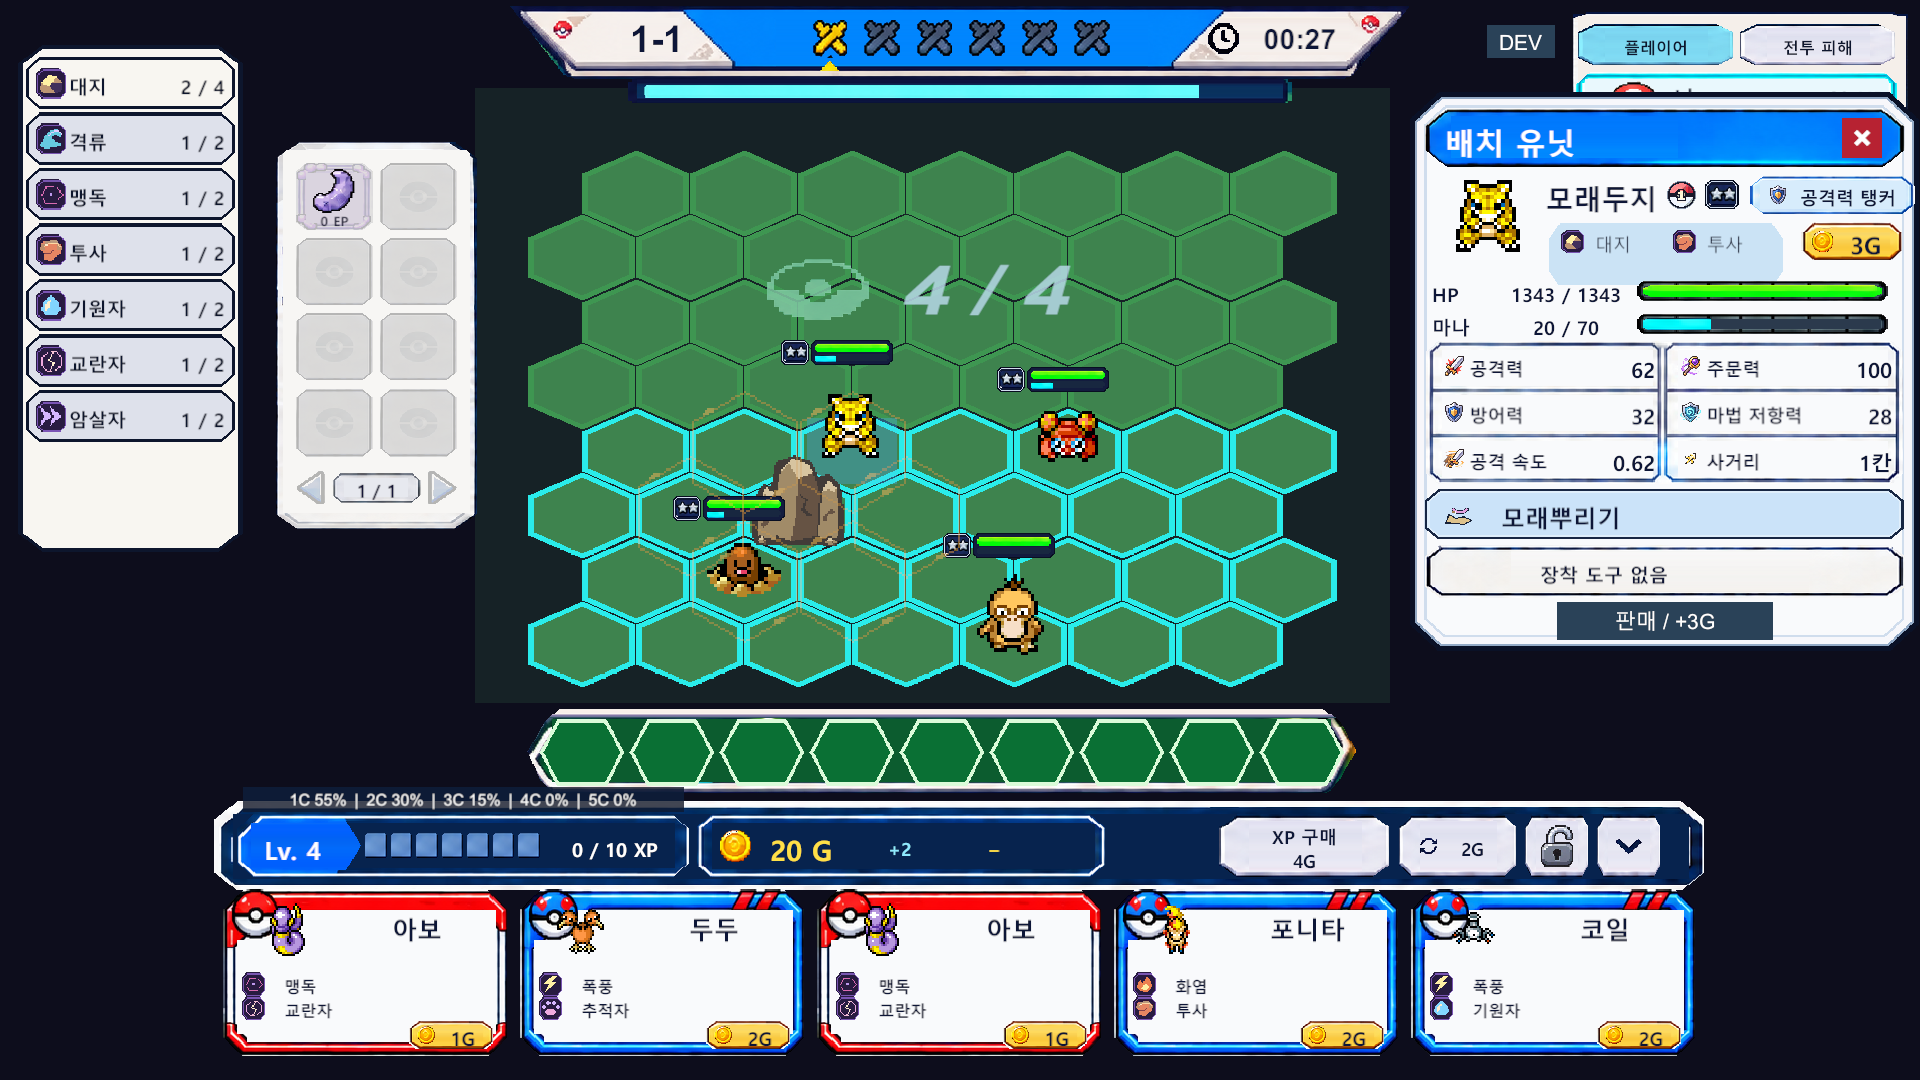 1-1
00:27
DEV
플레이어
전투 피해
대지 2 / 4
격류 1 / 2
맹독 1 / 2
투사 1 / 2
기원자 1 / 2
교란자 1 / 2
암살자 1 / 2
0 EP
1 / 1
4 / 4
배치 유닛
모래두지
공격력 탱커
대지 투사
3G
HP 1343 / 1343
마나 20 / 70
공격력 62
주문력 100
방어력 32
마법 저항력 28
공격 속도 0.62
사거리 1칸
모래뿌리기
장착 도구 없음
판매 / +3G
1C 55% | 2C 30% | 3C 15% | 4C 0% | 5C 0%
Lv. 4
0 / 10 XP
20 G
+2
–
XP 구매
4G
2G
아보
맹독
교란자
1G
두두
폭풍
추적자
2G
아보
맹독
교란자
1G
포니타
화염
투사
2G
코일
폭풍
기원자
2G